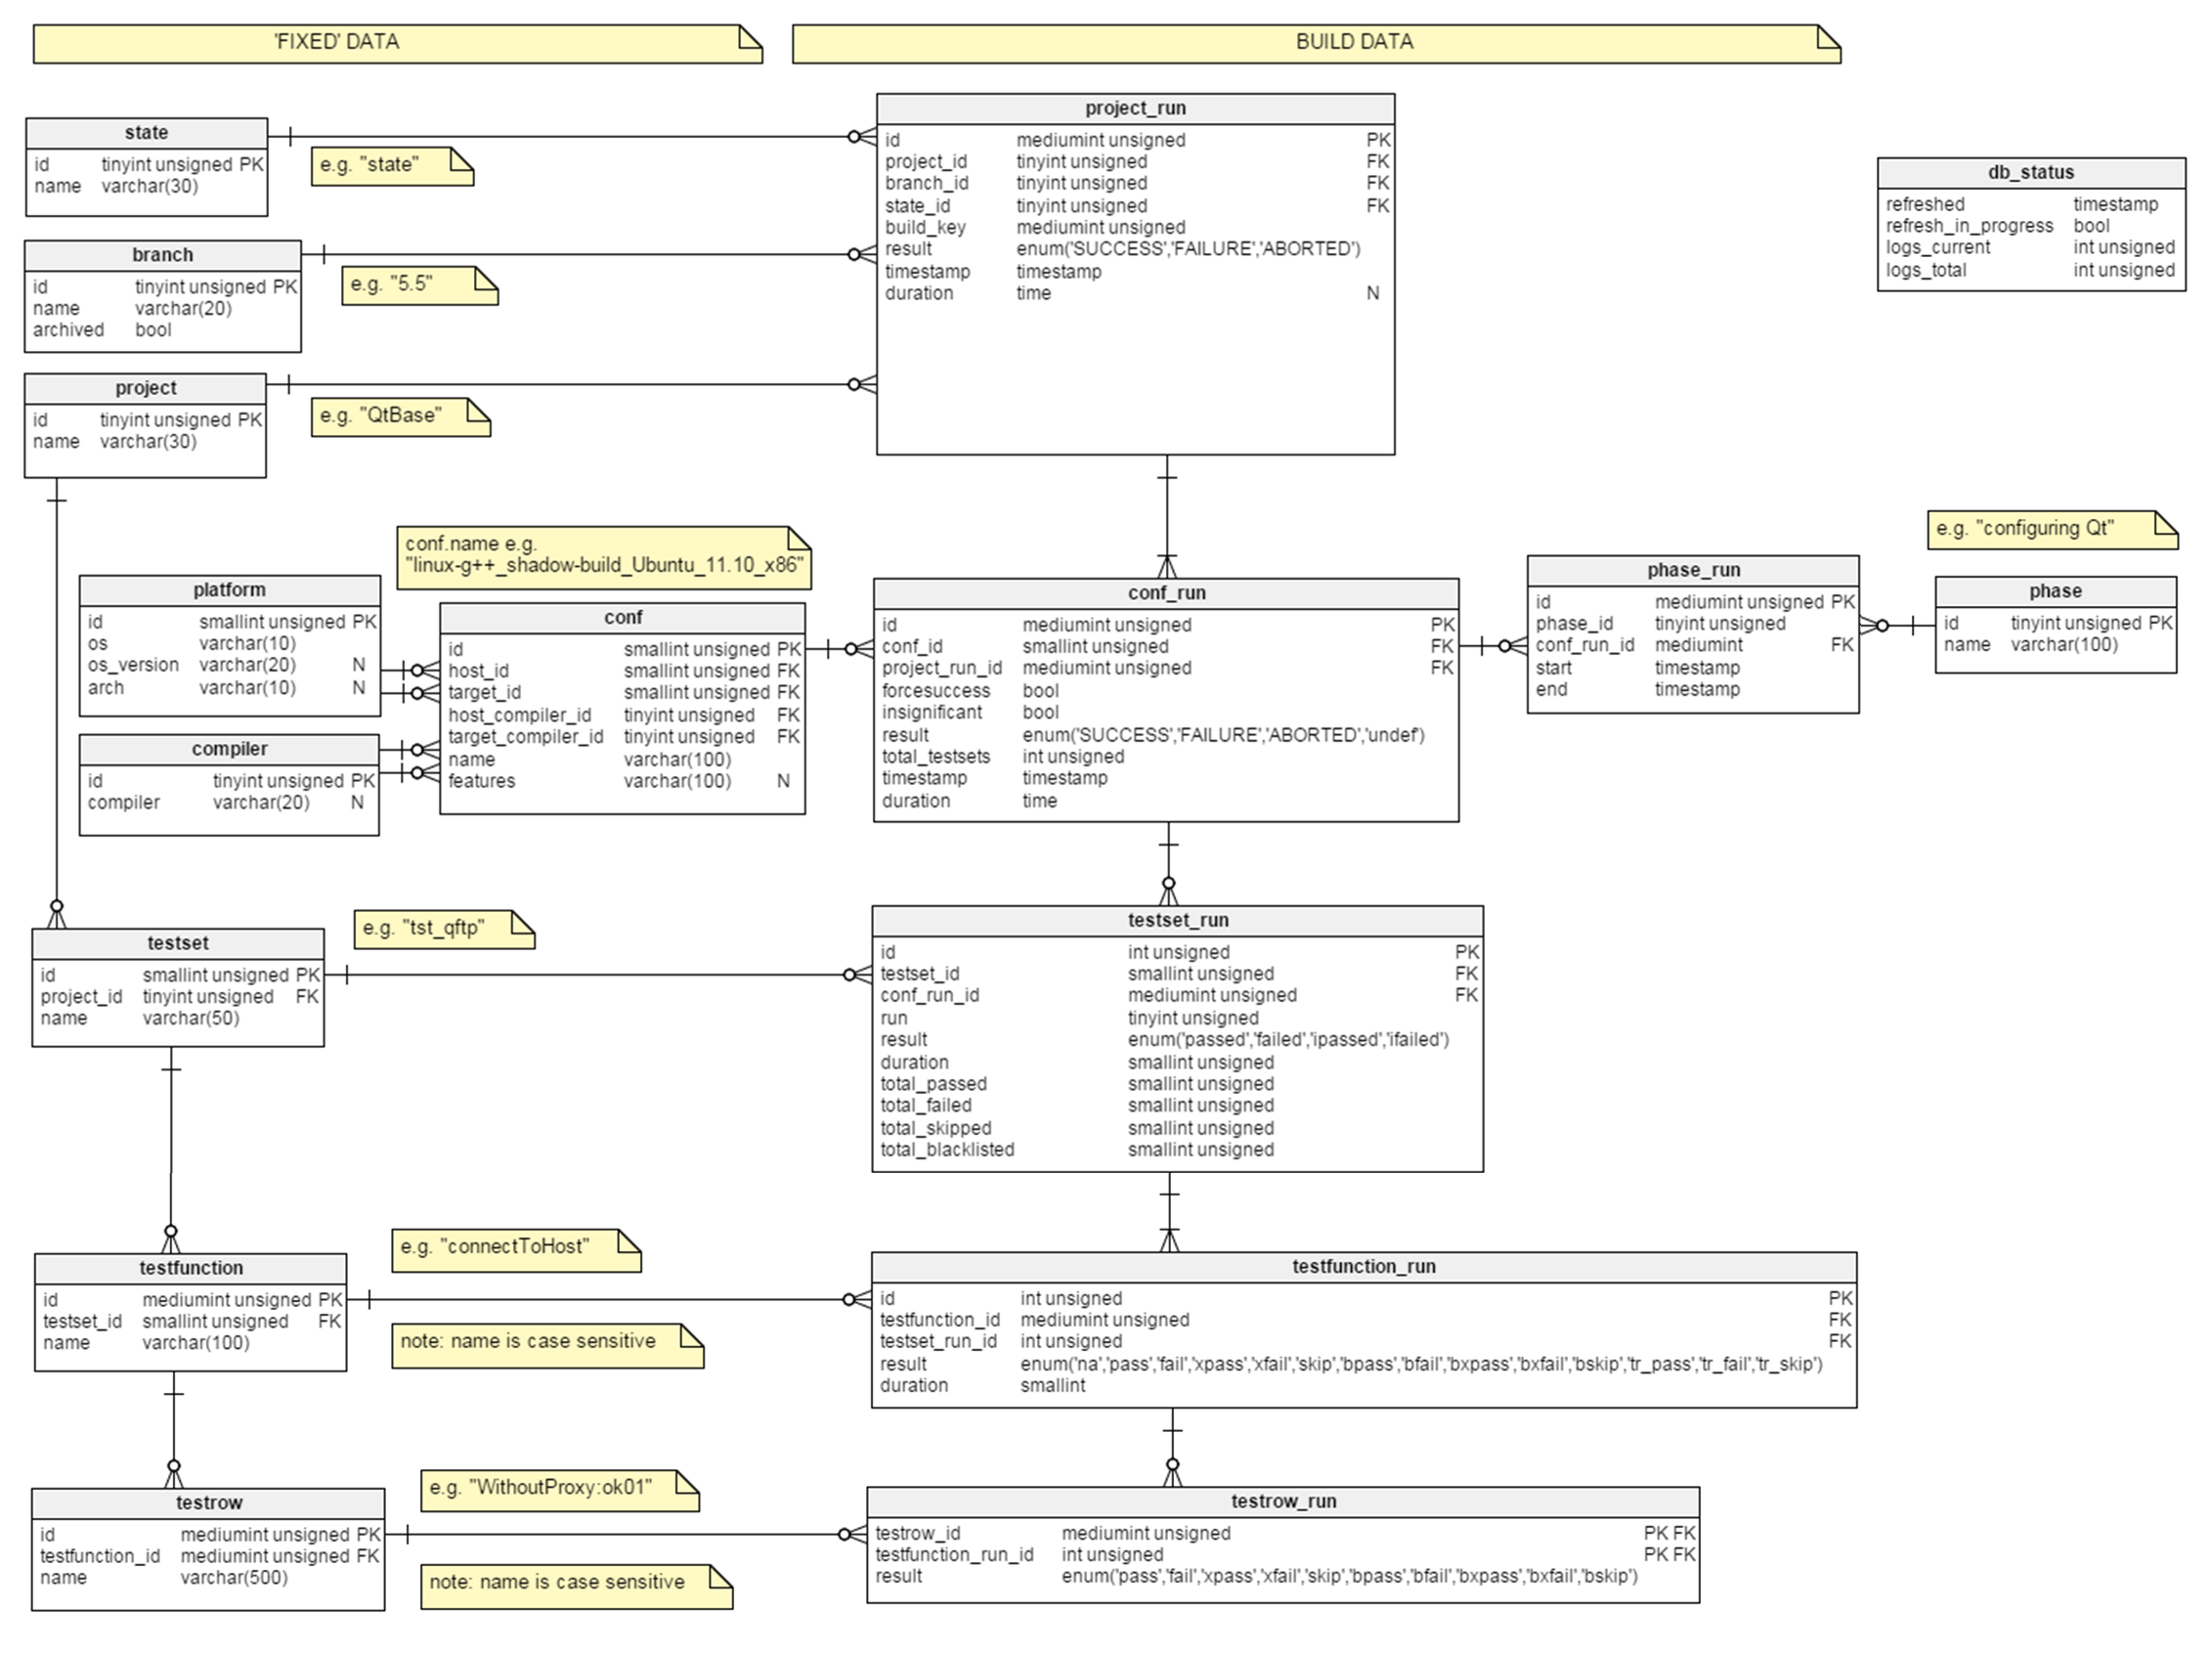 'FIXED' DATA
BUILD DATA
state
id tinyint unsigned PK
name varchar(30)
e.g. "state"
branch
id tinyint unsigned PK
name varchar(20)
archived bool
e.g. "5.5"
project
id tinyint unsigned PK
name varchar(30)
e.g. "QtBase"
project_run
id mediumint unsigned PK
project_id tinyint unsigned FK
branch_id tinyint unsigned FK
state_id tinyint unsigned FK
build_key mediumint unsigned
result enum('SUCCESS','FAILURE','ABORTED')
timestamp timestamp
duration time N
db_status
refreshed timestamp
refresh_in_progress bool
logs_current int unsigned
logs_total int unsigned
conf.name e.g.
"linux-g++_shadow-build_Ubuntu_11.10_x86"
platform
id smallint unsigned PK
os varchar(10)
os_version varchar(20) N
arch varchar(10) N
compiler
id tinyint unsigned PK
compiler varchar(20) N
conf
id smallint unsigned PK
host_id smallint unsigned FK
target_id smallint unsigned FK
host_compiler_id tinyint unsigned FK
target_compiler_id tinyint unsigned FK
name varchar(100)
features varchar(100) N
conf_run
id mediumint unsigned PK
conf_id smallint unsigned FK
project_run_id mediumint unsigned FK
forcesuccess bool
insignificant bool
result enum('SUCCESS','FAILURE','ABORTED','undef')
total_testsets int unsigned
timestamp timestamp
duration time
phase_run
id mediumint unsigned PK
phase_id tinyint unsigned
conf_run_id mediumint FK
start timestamp
end timestamp
e.g. "configuring Qt"
phase
id tinyint unsigned PK
name varchar(100)
testset
id smallint unsigned PK
project_id tinyint unsigned FK
name varchar(50)
e.g. "tst_qftp"
testset_run
id int unsigned PK
testset_id smallint unsigned FK
conf_run_id mediumint unsigned FK
run tinyint unsigned
result enum('passed','failed','ipassed','ifailed')
duration smallint unsigned
total_passed smallint unsigned
total_failed smallint unsigned
total_skipped smallint unsigned
total_blacklisted smallint unsigned
testfunction
id mediumint unsigned PK
testset_id smallint unsigned FK
name varchar(100)
e.g. "connectToHost"
note: name is case sensitive
testfunction_run
id int unsigned PK
testfunction_id mediumint unsigned FK
testset_run_id int unsigned FK
result enum('na','pass','fail','xpass','xfail','skip','bpass','bfail','bxpass','bxfail','bskip','tr_pass','tr_fail','tr_skip')
duration smallint
testrow
id mediumint unsigned PK
testfunction_id mediumint unsigned FK
name varchar(500)
e.g. "WithoutProxy:ok01"
note: name is case sensitive
testrow_run
testrow_id mediumint unsigned PK FK
testfunction_run_id int unsigned PK FK
result enum('pass','fail','xpass','xfail','skip','bpass','bfail','bxpass','bxfail','bskip')